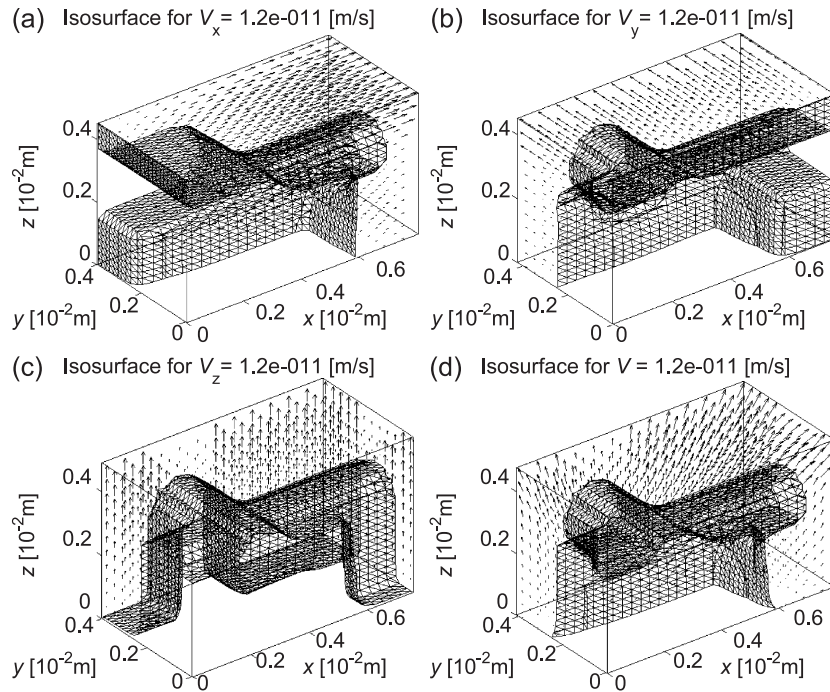 (a) Isosurface for Vx = 1.2e-011 [m/s]
(b) Isosurface for Vy = 1.2e-011 [m/s]
0.4
0.2
0
z [10⁻²m]
0.4
0.2
0
y [10⁻²m]
0
0.2
0.4
0.6
x [10⁻²m]
0.4
0.2
0
z [10⁻²m]
0.4
0.2
0
y [10⁻²m]
0
0.2
0.4
0.6
x [10⁻²m]
(c) Isosurface for Vz = 1.2e-011 [m/s]
(d) Isosurface for V = 1.2e-011 [m/s]
0.4
0.2
0
z [10⁻²m]
0.4
0.2
0
y [10⁻²m]
0
0.2
0.4
0.6
x [10⁻²m]
0.4
0.2
0
z [10⁻²m]
0.4
0.2
0
y [10⁻²m]
0
0.2
0.4
0.6
x [10⁻²m]